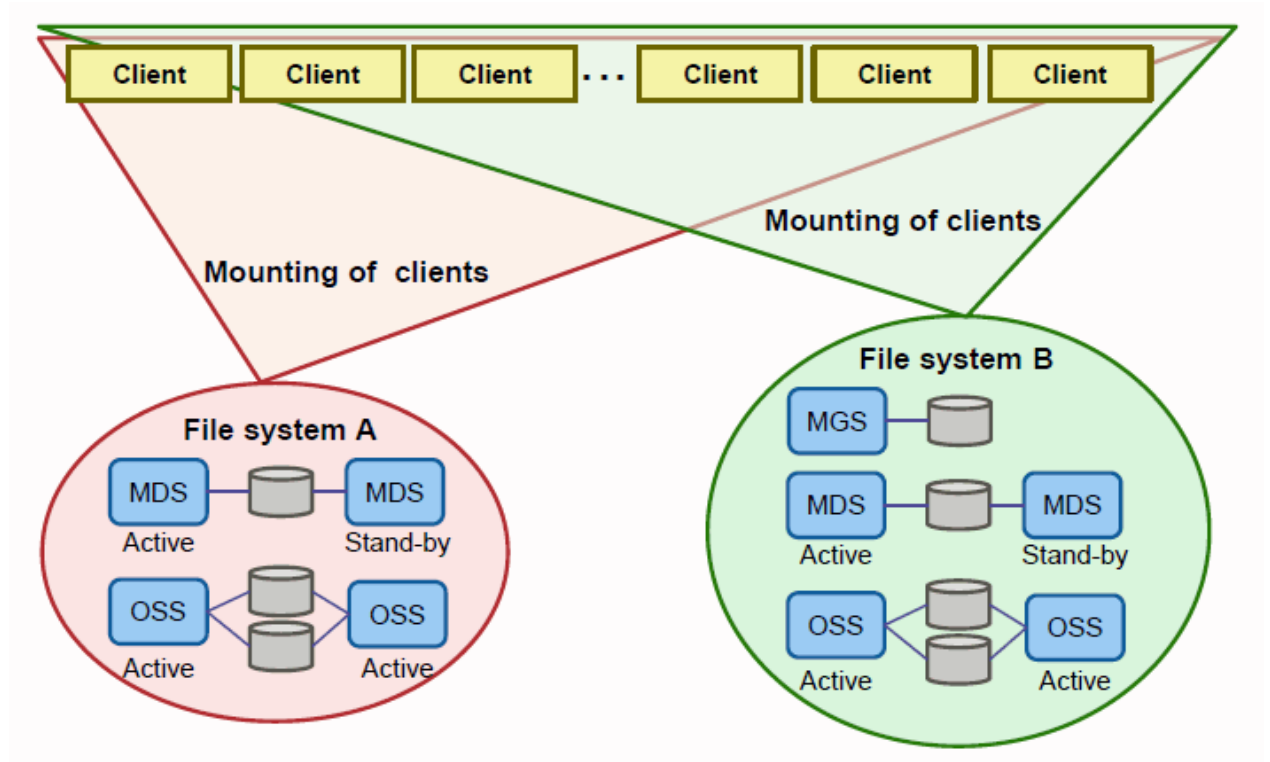 Client Client Client ... Client Client Client
Mounting of clients
Mounting of clients
File system A
MDS MDS
Active Stand-by
OSS OSS
Active Active
File system B
MGS
MDS MDS
Active Stand-by
OSS OSS
Active Active